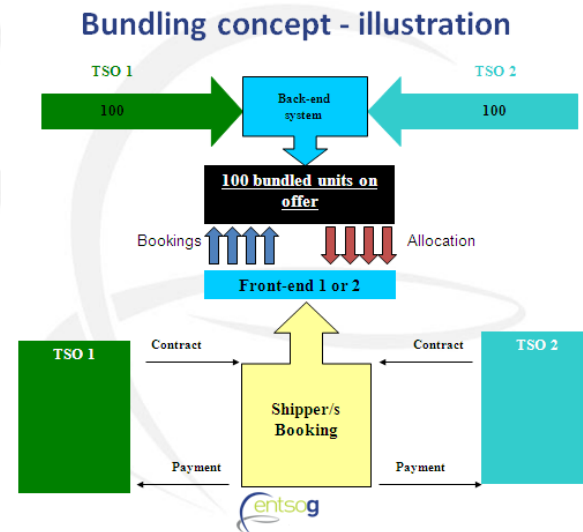 Bundling concept - illustration
TSO 1
TSO 2
100
Back-end
system
100
100 bundled units on
offer
Bookings
Allocation
Front-end 1 or 2
TSO 1
Contract
Contract
TSO 2
Shipper/s
Booking
Payment
Payment
entsog